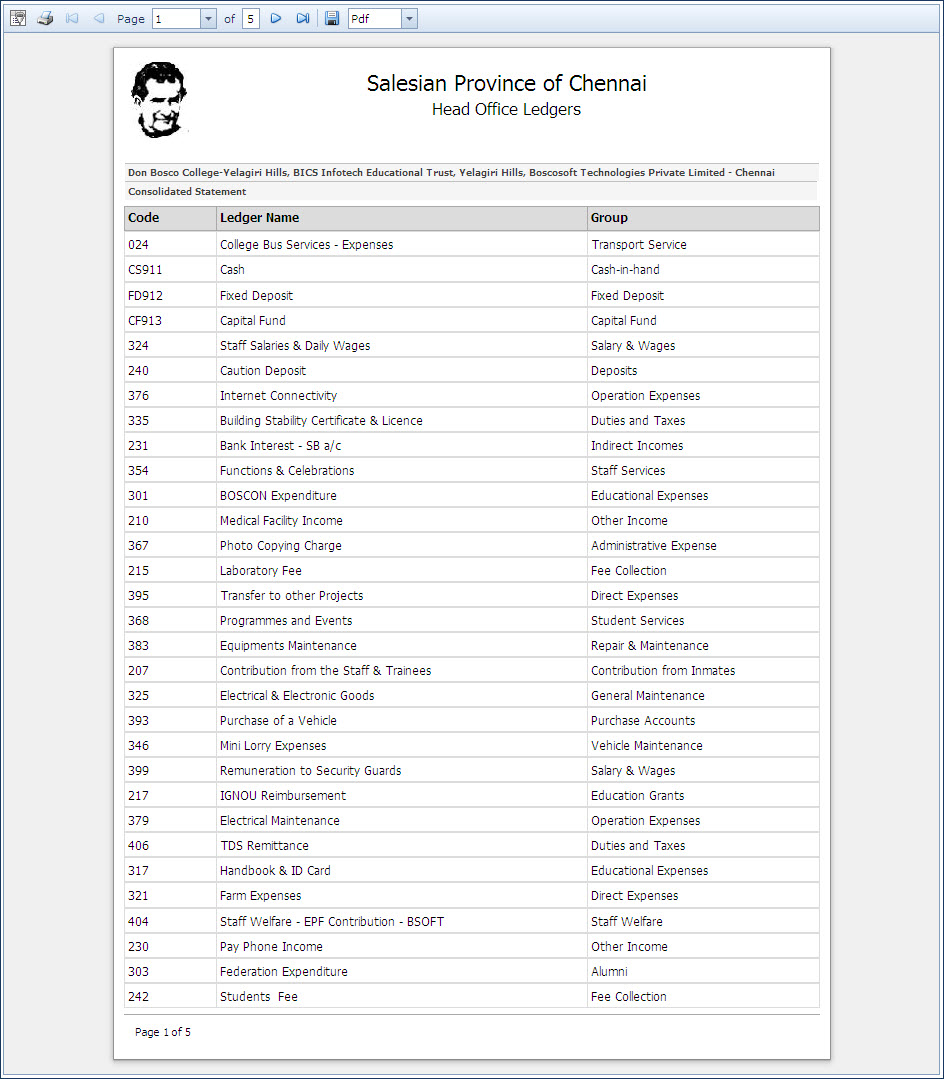 Page 1 of 5 Pdf
Salesian Province of Chennai
Head Office Ledgers
Don Bosco College-Yelagiri Hills, BICS Infotech Educational Trust, Yelagiri Hills, Boscosoft Technologies Private Limited - Chennai
Consolidated Statement
Code Ledger Name Group
024 College Bus Services - Expenses Transport Service
CS911 Cash Cash-in-hand
FD912 Fixed Deposit Fixed Deposit
CF913 Capital Fund Capital Fund
324 Staff Salaries & Daily Wages Salary & Wages
240 Caution Deposit Deposits
376 Internet Connectivity Operation Expenses
335 Building Stability Certificate & Licence Duties and Taxes
231 Bank Interest - SB a/c Indirect Incomes
354 Functions & Celebrations Staff Services
301 BOSCON Expenditure Educational Expenses
210 Medical Facility Income Other Income
367 Photo Copying Charge Administrative Expense
215 Laboratory Fee Fee Collection
395 Transfer to other Projects Direct Expenses
368 Programmes and Events Student Services
383 Equipments Maintenance Repair & Maintenance
207 Contribution from the Staff & Trainees Contribution from Inmates
325 Electrical & Electronic Goods General Maintenance
393 Purchase of a Vehicle Purchase Accounts
346 Mini Lorry Expenses Vehicle Maintenance
399 Remuneration to Security Guards Salary & Wages
217 IGNOU Reimbursement Education Grants
379 Electrical Maintenance Operation Expenses
406 TDS Remittance Duties and Taxes
317 Handbook & ID Card Educational Expenses
321 Farm Expenses Direct Expenses
404 Staff Welfare - EPF Contribution - BSOFT Staff Welfare
230 Pay Phone Income Other Income
303 Federation Expenditure Alumni
242 Students  Fee Fee Collection
Page 1 of 5